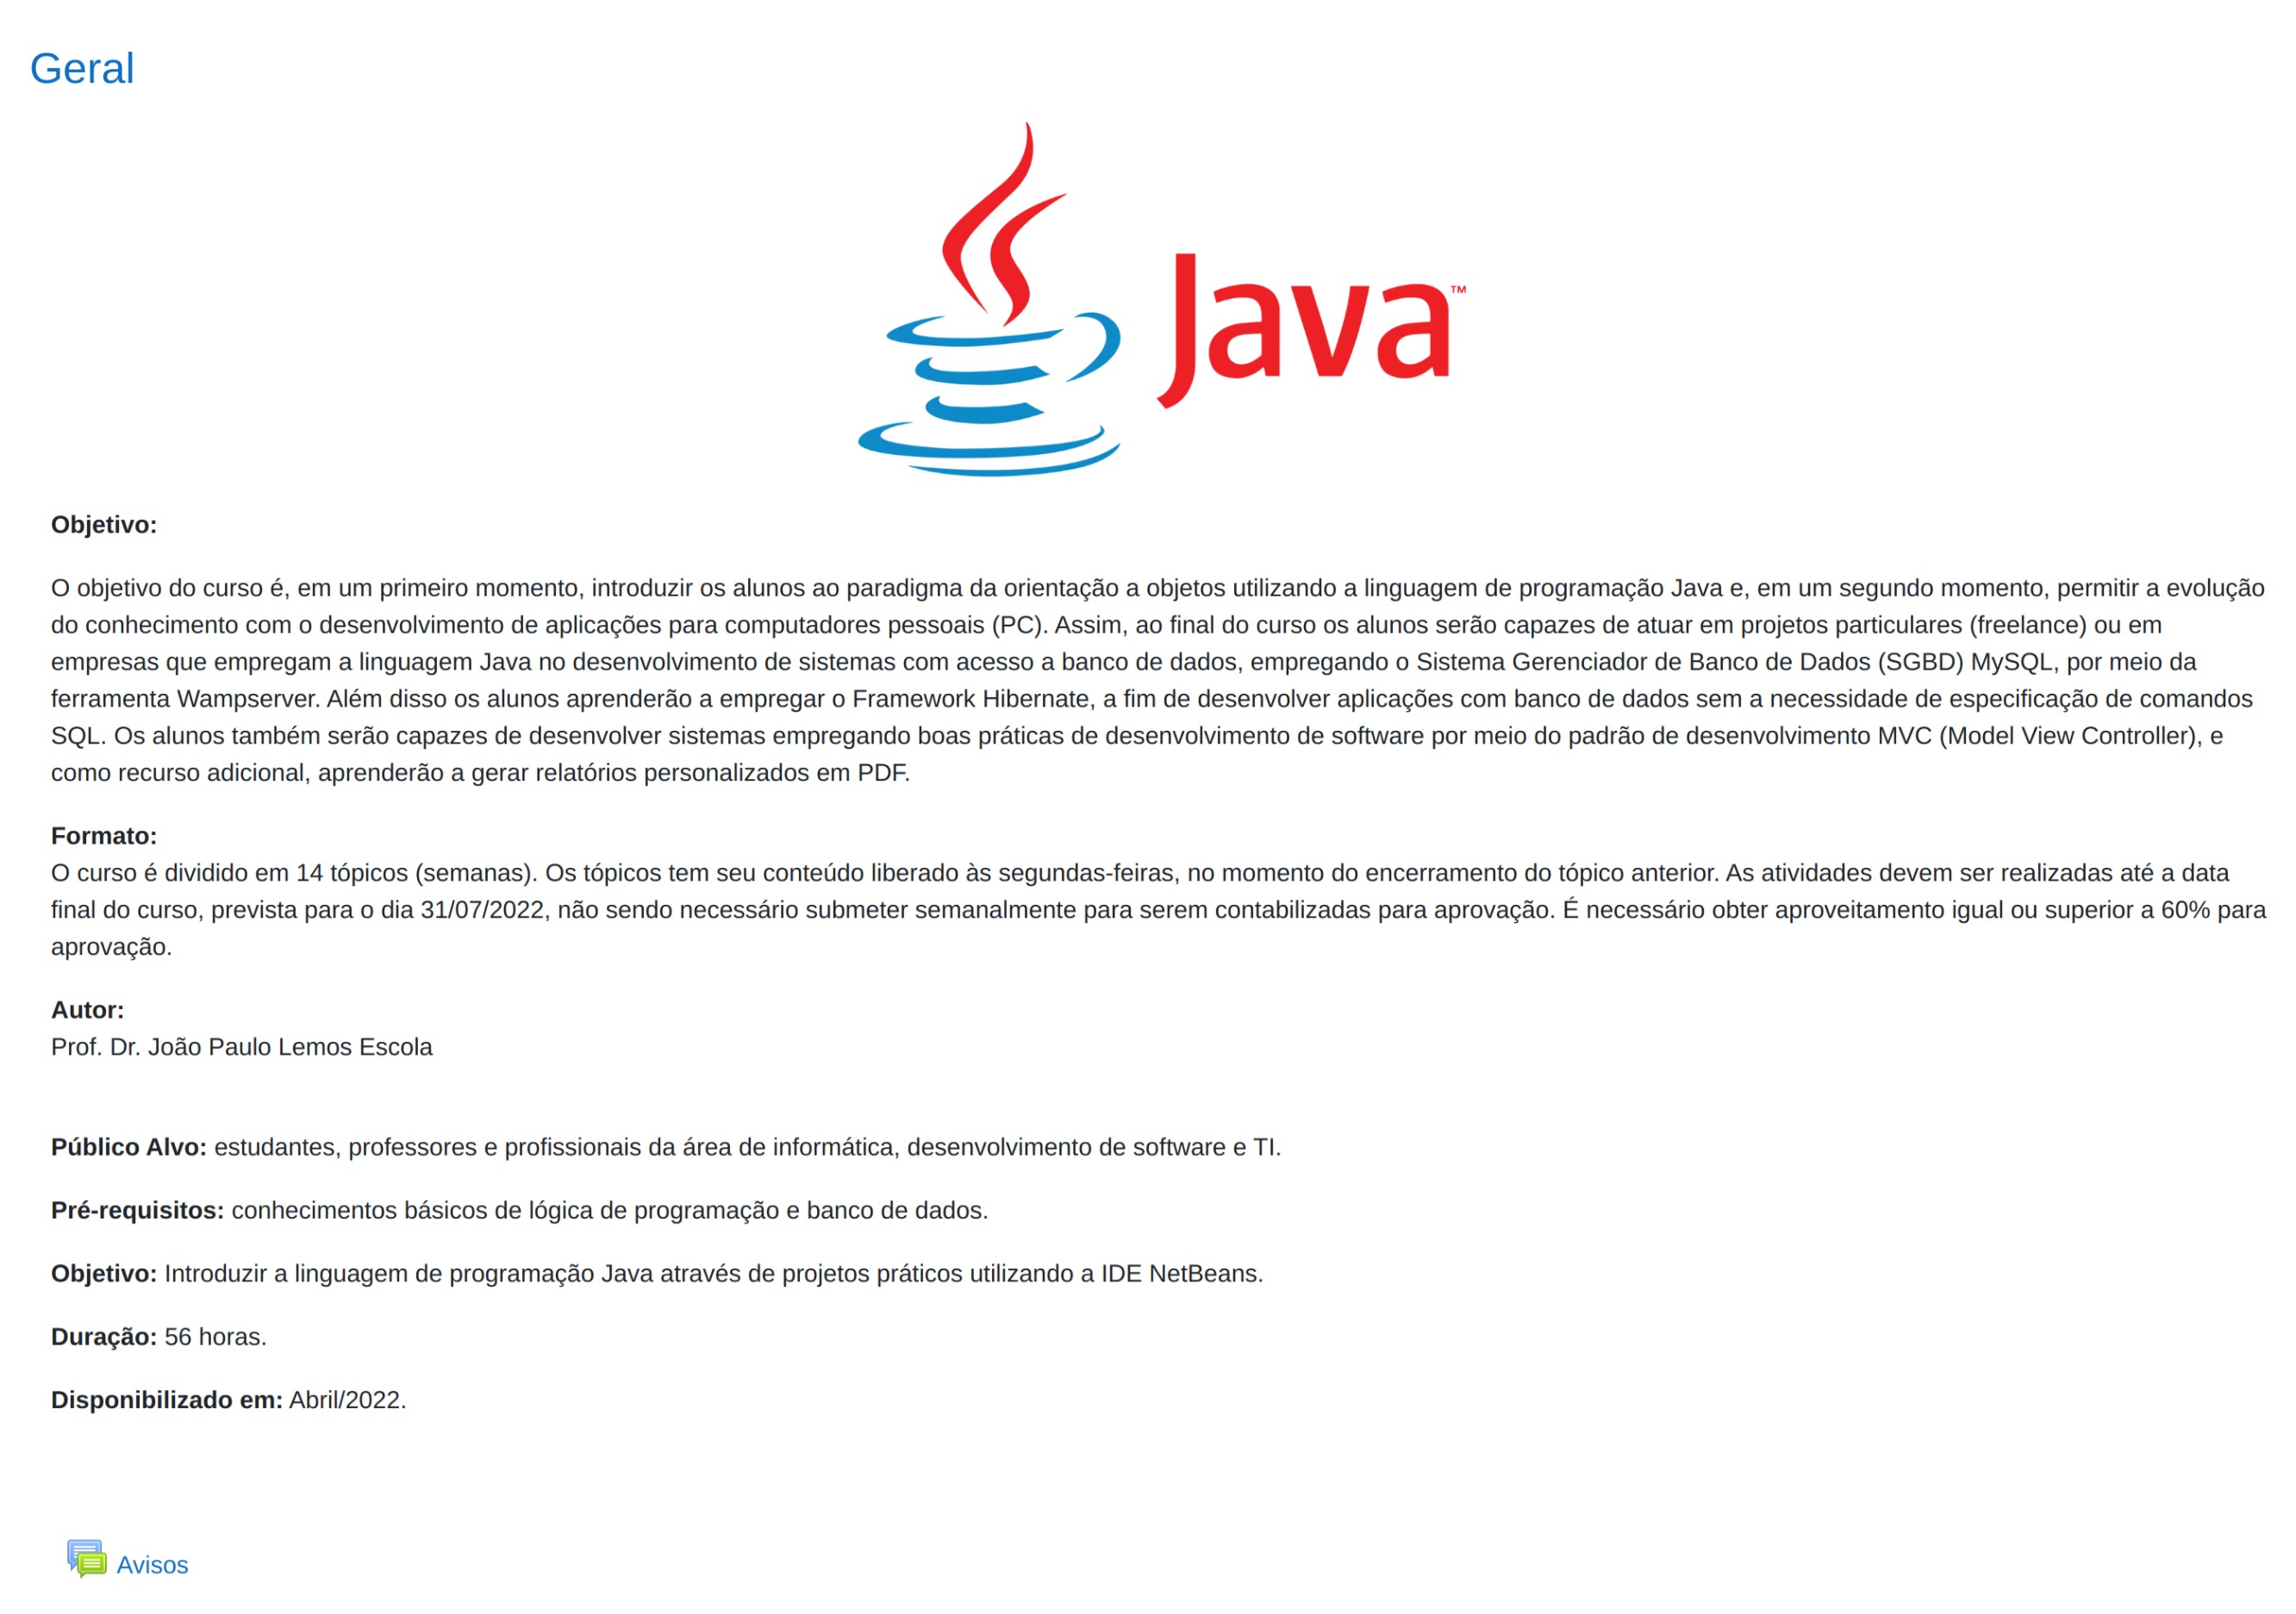 Geral
Java™
Objetivo:
O objetivo do curso é, em um primeiro momento, introduzir os alunos ao paradigma da orientação a objetos utilizando a linguagem de programação Java e, em um segundo momento, permitir a evolução
do conhecimento com o desenvolvimento de aplicações para computadores pessoais (PC). Assim, ao final do curso os alunos serão capazes de atuar em projetos particulares (freelance) ou em
empresas que empregam a linguagem Java no desenvolvimento de sistemas com acesso a banco de dados, empregando o Sistema Gerenciador de Banco de Dados (SGBD) MySQL, por meio da
ferramenta Wampserver. Além disso os alunos aprenderão a empregar o Framework Hibernate, a fim de desenvolver aplicações com banco de dados sem a necessidade de especificação de comandos
SQL. Os alunos também serão capazes de desenvolver sistemas empregando boas práticas de desenvolvimento de software por meio do padrão de desenvolvimento MVC (Model View Controller), e
como recurso adicional, aprenderão a gerar relatórios personalizados em PDF.
Formato:
O curso é dividido em 14 tópicos (semanas). Os tópicos tem seu conteúdo liberado às segundas-feiras, no momento do encerramento do tópico anterior. As atividades devem ser realizadas até a data
final do curso, prevista para o dia 31/07/2022, não sendo necessário submeter semanalmente para serem contabilizadas para aprovação. É necessário obter aproveitamento igual ou superior a 60% para
aprovação.
Autor:
Prof. Dr. João Paulo Lemos Escola
Público Alvo: estudantes, professores e profissionais da área de informática, desenvolvimento de software e TI.
Pré-requisitos: conhecimentos básicos de lógica de programação e banco de dados.
Objetivo: Introduzir a linguagem de programação Java através de projetos práticos utilizando a IDE NetBeans.
Duração: 56 horas.
Disponibilizado em: Abril/2022.
Avisos